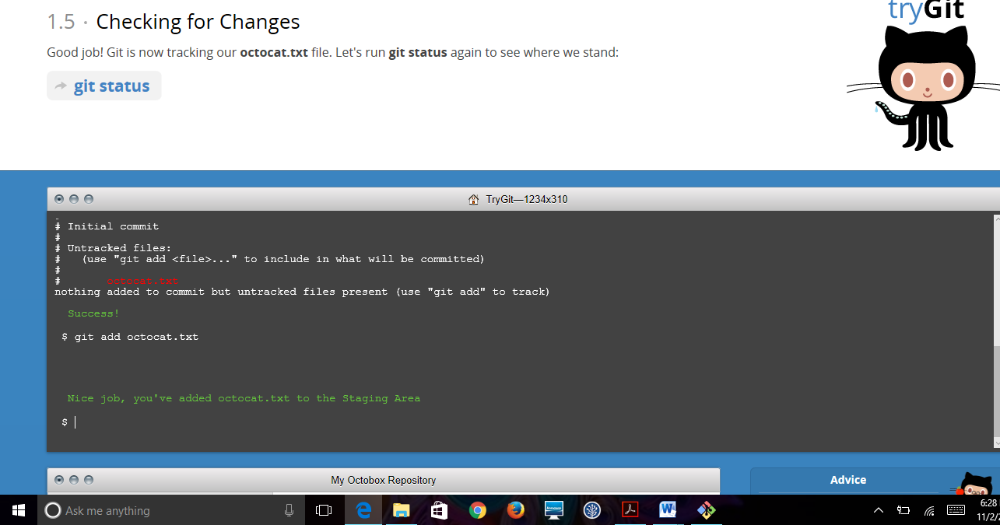 tryGit
1.5 · Checking for Changes
Good job! Git is now tracking our octocat.txt file. Let's run git status again to see where we stand:
git status
TryGit—1234x310
# Initial commit
#
# Untracked files:
#   (use "git add <file>..." to include in what will be committed)
#
#       octocat.txt
nothing added to commit but untracked files present (use "git add" to track)
Success!
$ git add octocat.txt
Nice job, you've added octocat.txt to the Staging Area
$
My Octobox Repository
Advice
Ask me anything
6:28
11/2/2